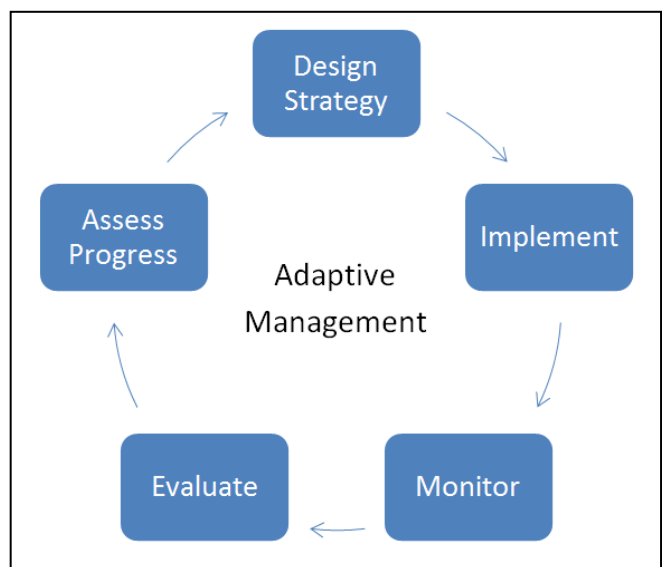 Design
Strategy
Implement
Monitor
Evaluate
Assess
Progress
Adaptive
Management